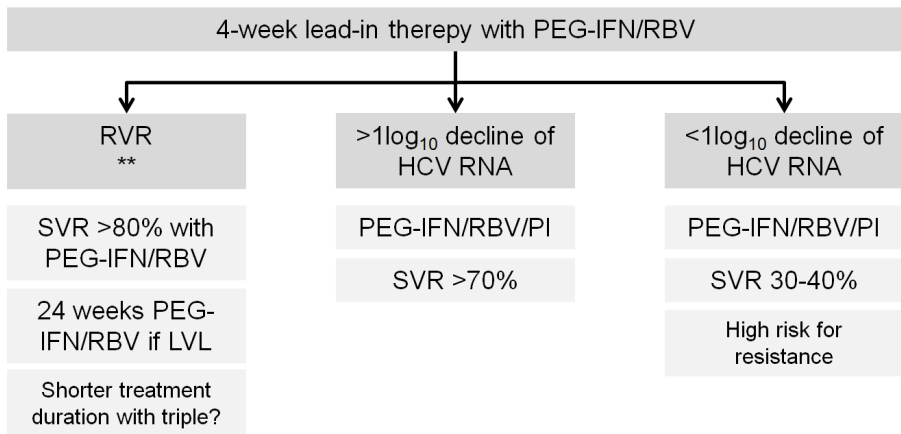 4-week lead-in therepy with PEG-IFN/RBV
RVR
**
SVR >80% with
PEG-IFN/RBV
24 weeks PEG-
IFN/RBV if LVL
Shorter treatment
duration with triple?
>1log₁₀ decline of
HCV RNA
PEG-IFN/RBV/PI
SVR >70%
<1log₁₀ decline of
HCV RNA
PEG-IFN/RBV/PI
SVR 30-40%
High risk for
resistance